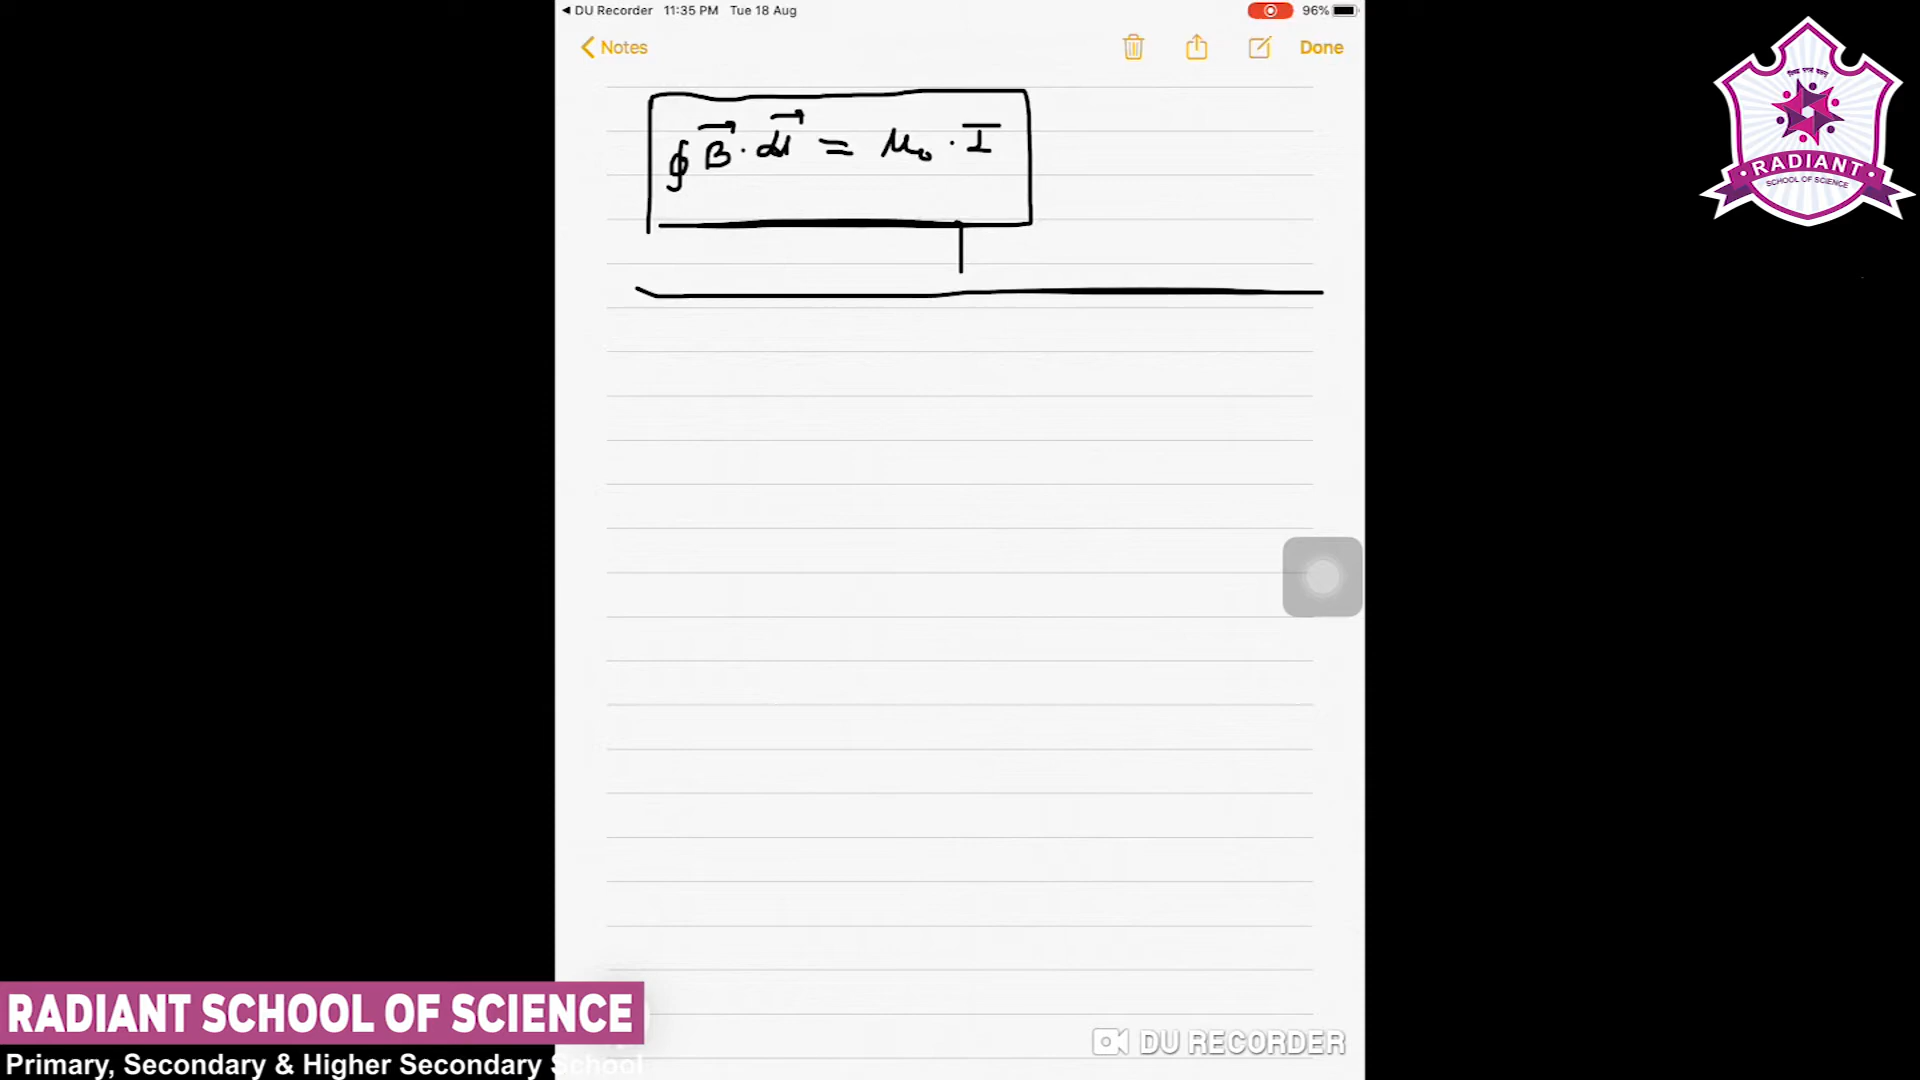 ◀ DU Recorder 11:35 PM Tue 18 Aug 96%
Notes Done
∮ B⃗ · dl⃗ = μ₀ · I
RADIANT
SCHOOL OF SCIENCE
RADIANT SCHOOL OF SCIENCE
Primary, Secondary & Higher Secondary School
DU RECORDER